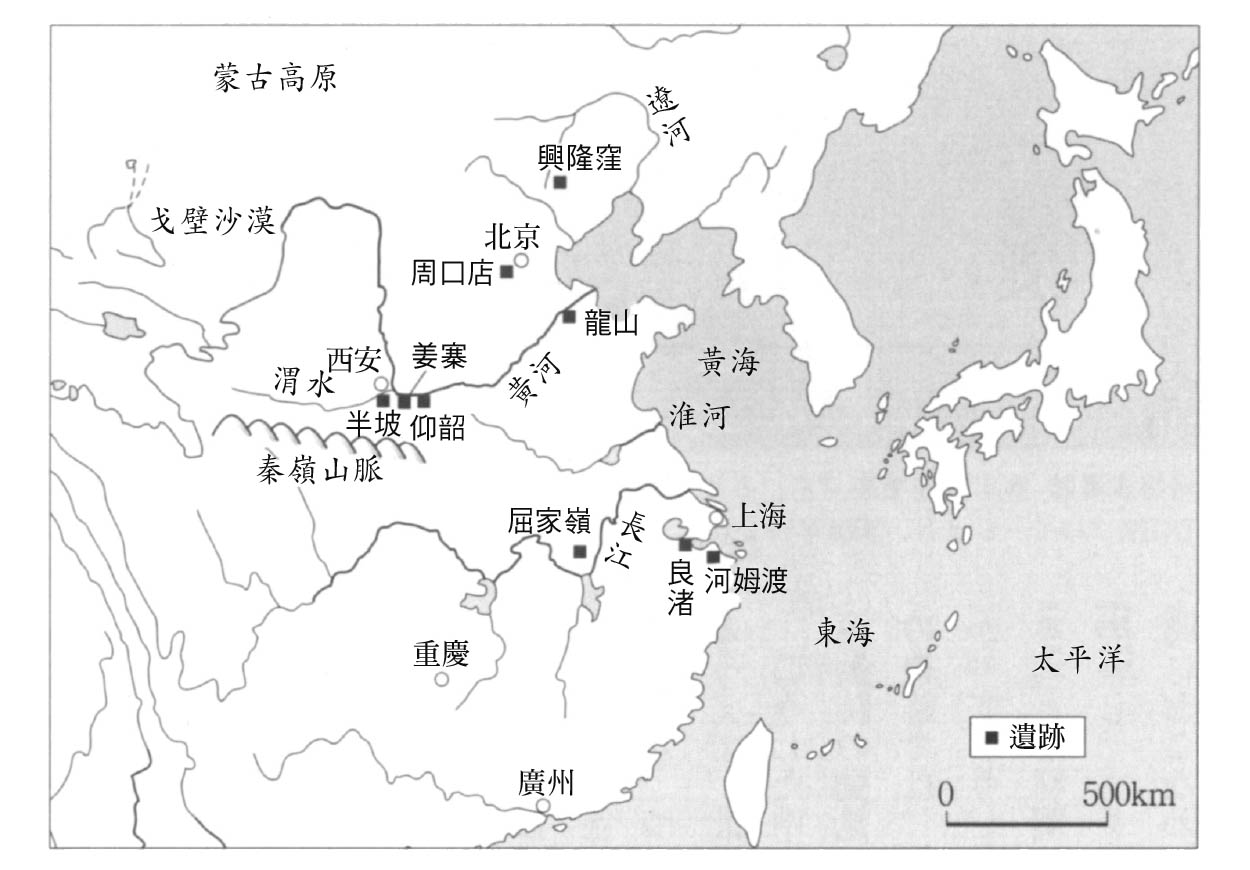 蒙古高原
遼河
興隆窪
戈壁沙漠
北京
周口店
龍山
西安
姜寨
渭水
黃河
黃海
半坡
仰韶
淮河
秦嶺山脈
屈家嶺
長江
上海
良渚
河姆渡
東海
重慶
太平洋
遺跡
廣州
0
500km